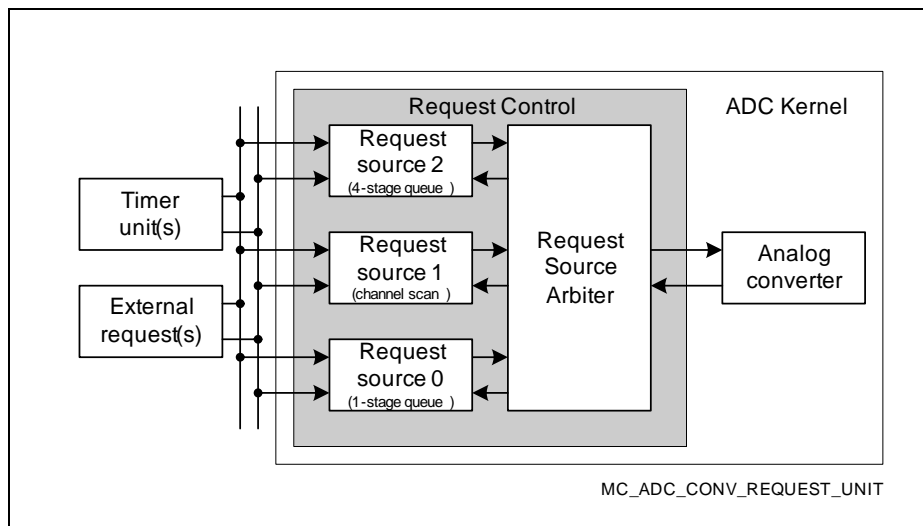 Request Control
ADC Kernel
Request
source 2
(4-stage queue )
Timer
unit(s)
Request
source 1
(channel scan )
Request
Source
Arbiter
Analog
converter
External
request(s)
Request
source 0
(1-stage queue )
MC_ADC_CONV_REQUEST_UNIT